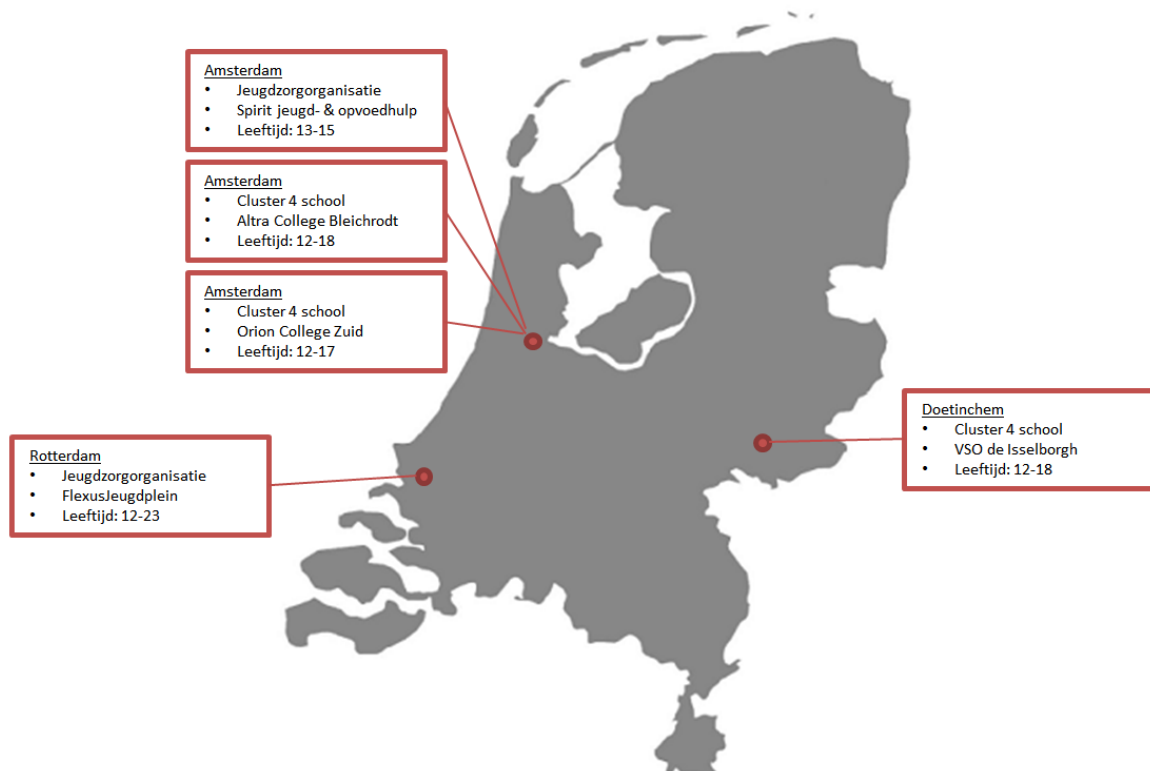 Amsterdam
• Jeugdzorgorganisatie
• Spirit jeugd- & opvoedhulp
• Leeftijd: 13-15
Amsterdam
• Cluster 4 school
• Altra College Bleichrodt
• Leeftijd: 12-18
Amsterdam
• Cluster 4 school
• Orion College Zuid
• Leeftijd: 12-17
Rotterdam
• Jeugdzorgorganisatie
• FlexusJeugdplein
• Leeftijd: 12-23
Doetinchem
• Cluster 4 school
• VSO de Isselborgh
• Leeftijd: 12-18